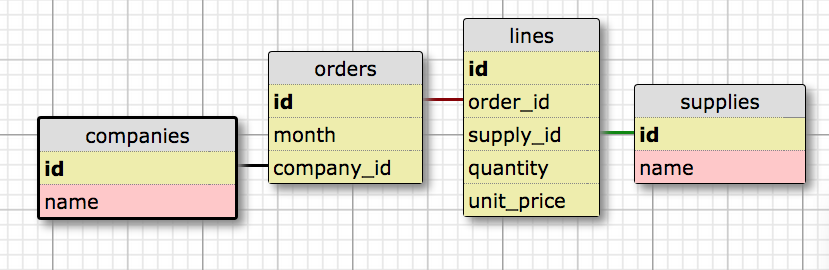 companies
id
name
orders
id
month
company_id
lines
id
order_id
supply_id
quantity
unit_price
supplies
id
name